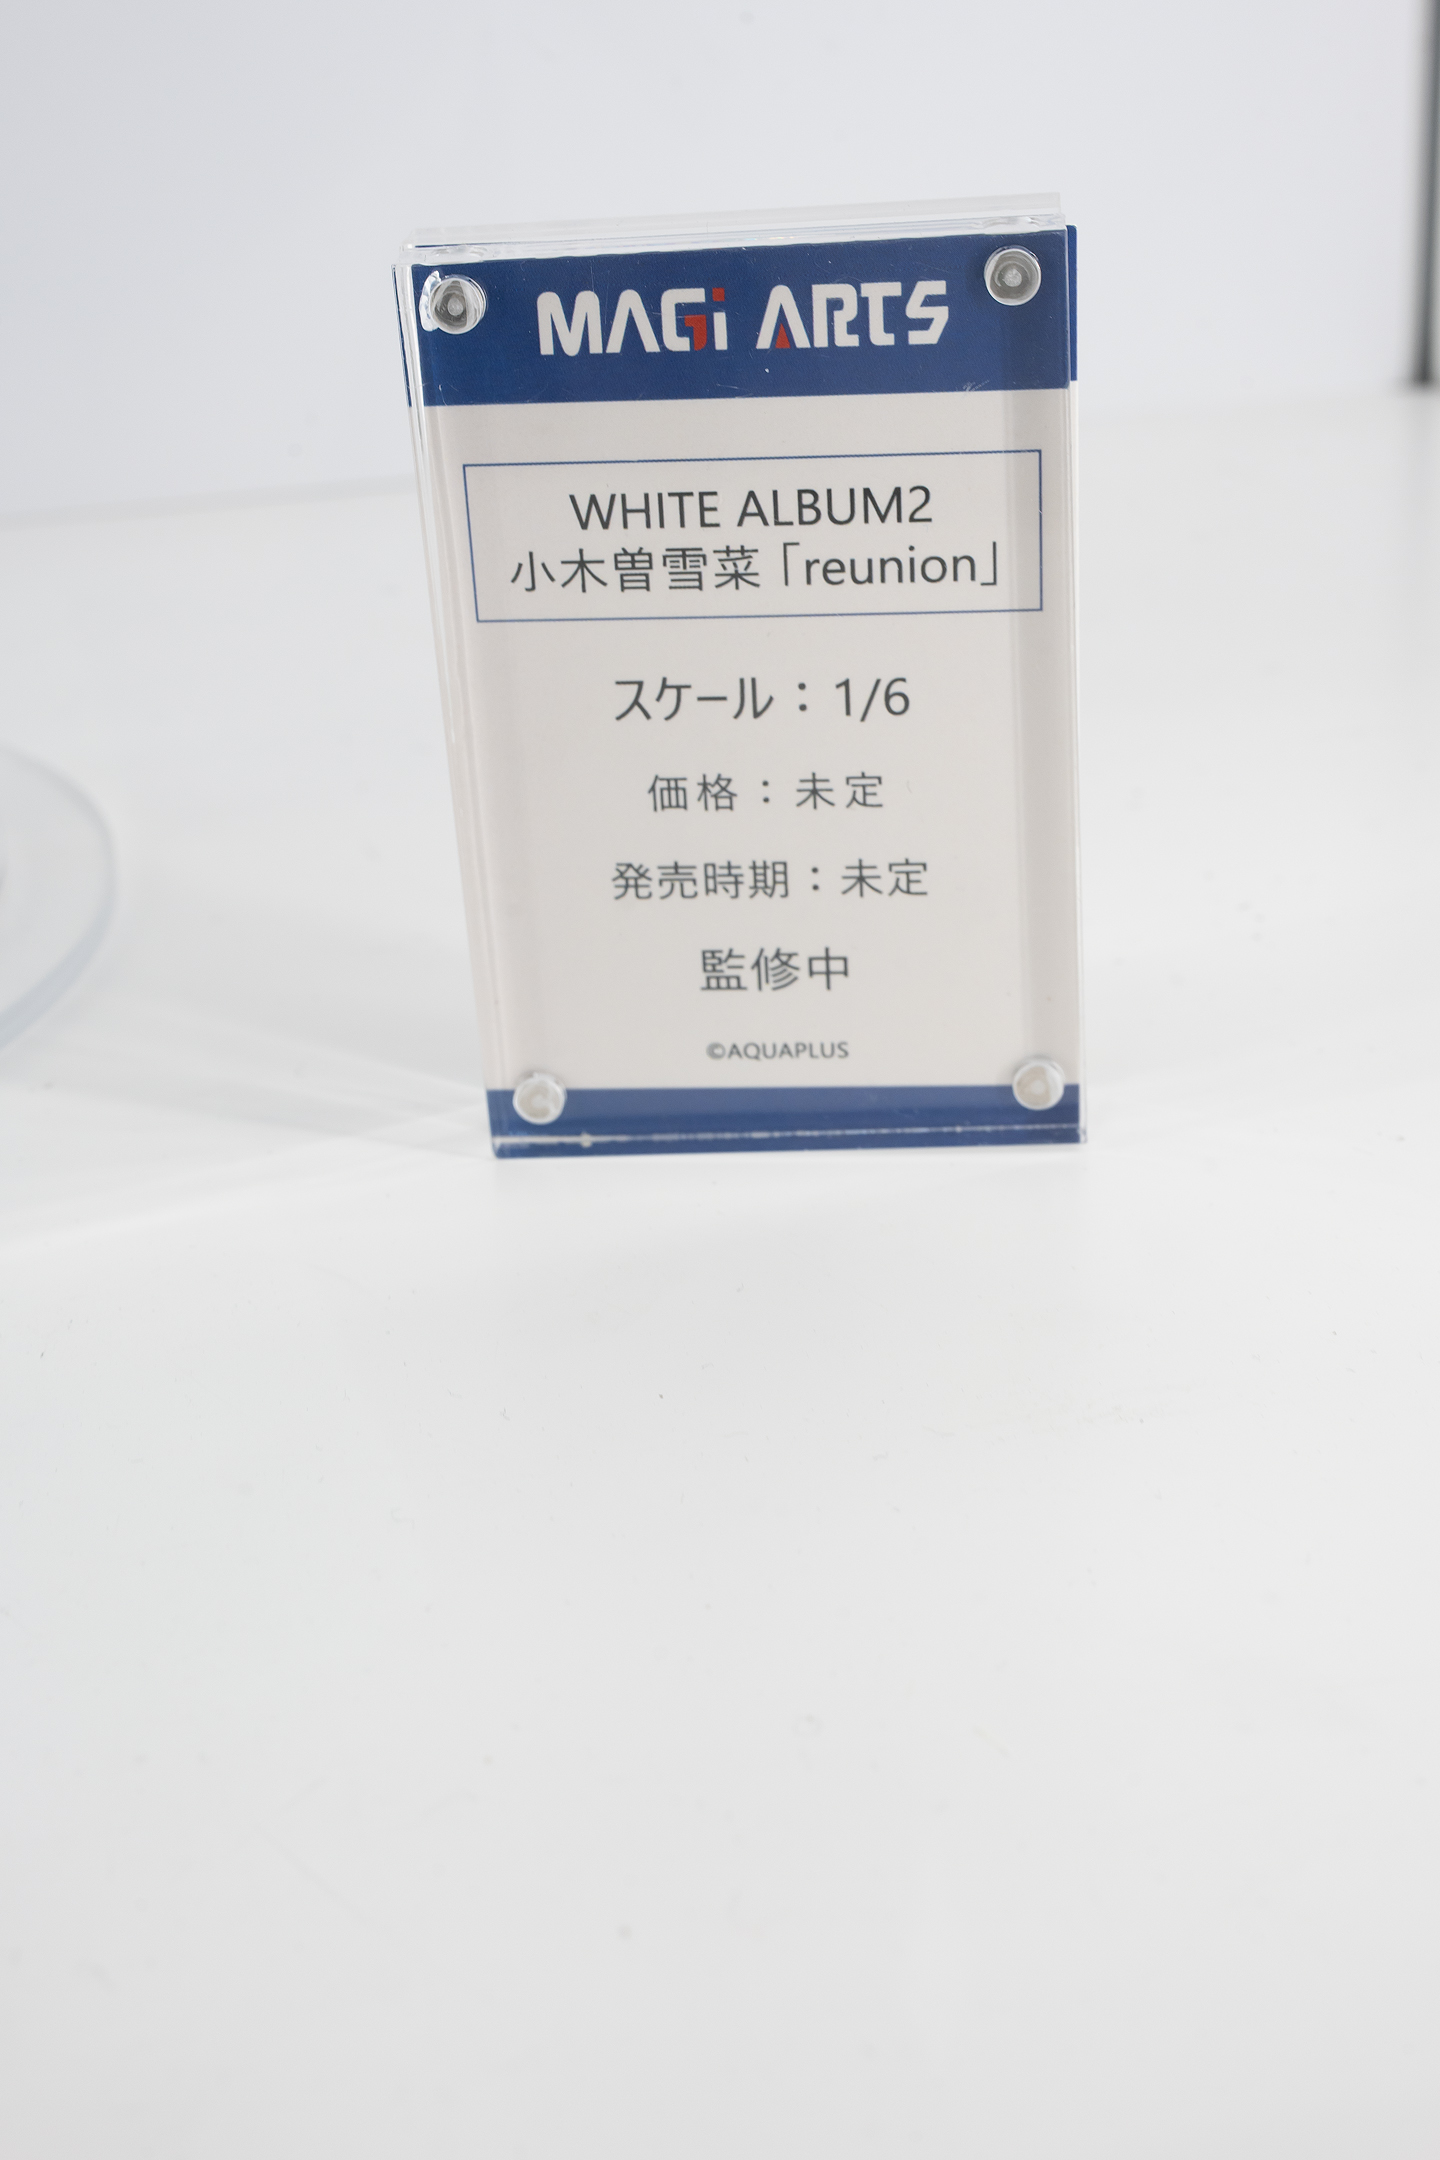 MAGi ARTS
WHITE ALBUM2
小木曽雪菜「reunion」
スケール：1/6
価格：未定
発売時期：未定
監修中
©AQUAPLUS